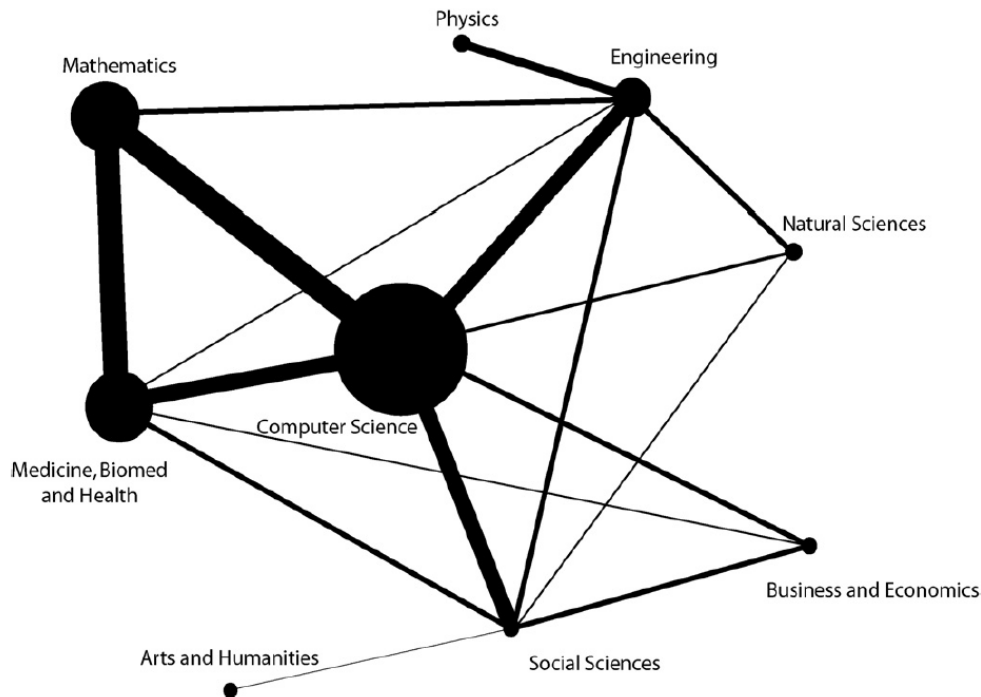 Physics
Engineering
Mathematics
Natural Sciences
Computer Science
Medicine, Biomed
and Health
Business and Economics
Arts and Humanities
Social Sciences